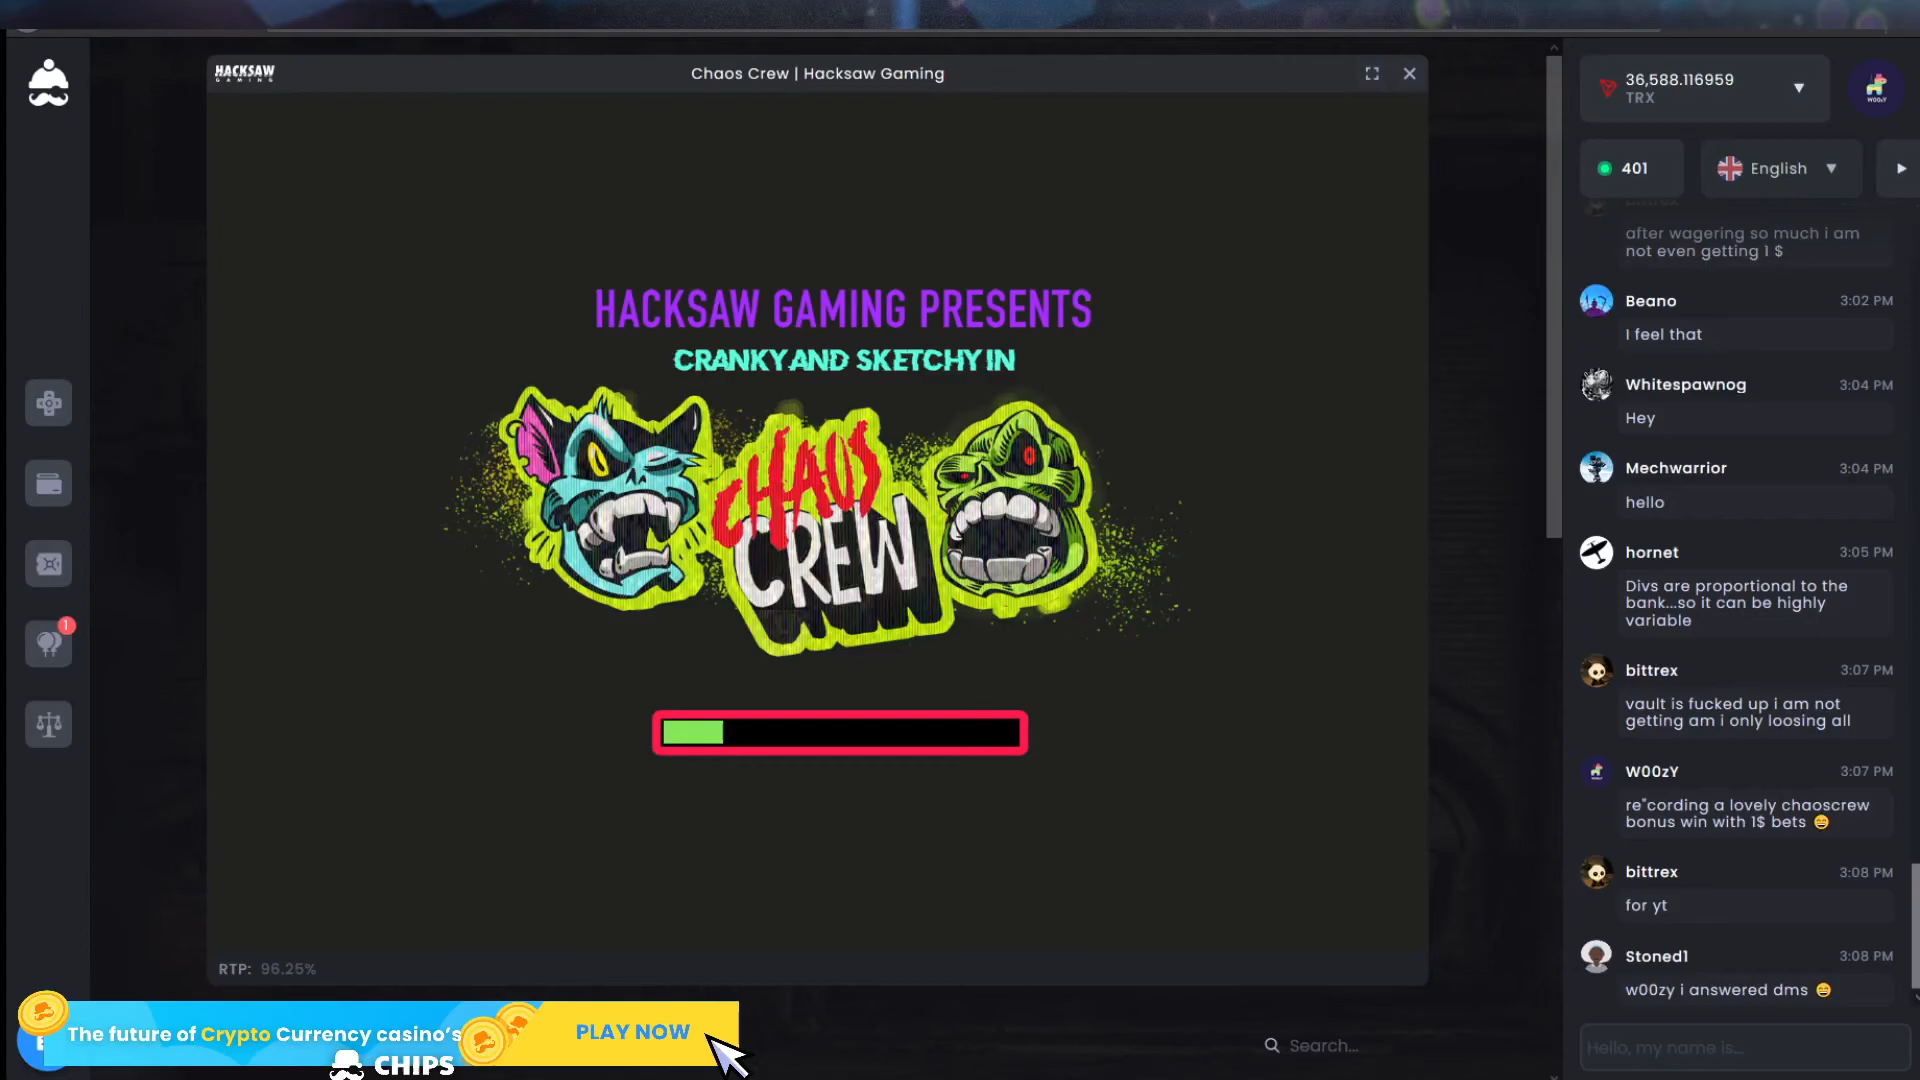 HACKSAW
GAMING
Chaos Crew | Hacksaw Gaming
HACKSAW GAMING PRESENTS
CRANKY AND SKETCHY IN
CHAOS
CREW
RTP: 96.25%
1
The future of Crypto Currency casino's
CHIPS
PLAY NOW
Search...
36,588.116959
TRX
W00ZY
401
English
after wagering so much i am
not even getting 1 $
Beano 3:02 PM
I feel that
Whitespawnog 3:04 PM
Hey
Mechwarrior 3:04 PM
hello
hornet 3:05 PM
Divs are proportional to the
bank...so it can be highly
variable
bittrex 3:07 PM
vault is fucked up i am not
getting am i only loosing all
W00zY 3:07 PM
re"cording a lovely chaoscrew
bonus win with 1$ bets 😄
bittrex 3:08 PM
for yt
Stoned1 3:08 PM
w00zy i answered dms 😄
Hello, my name is...